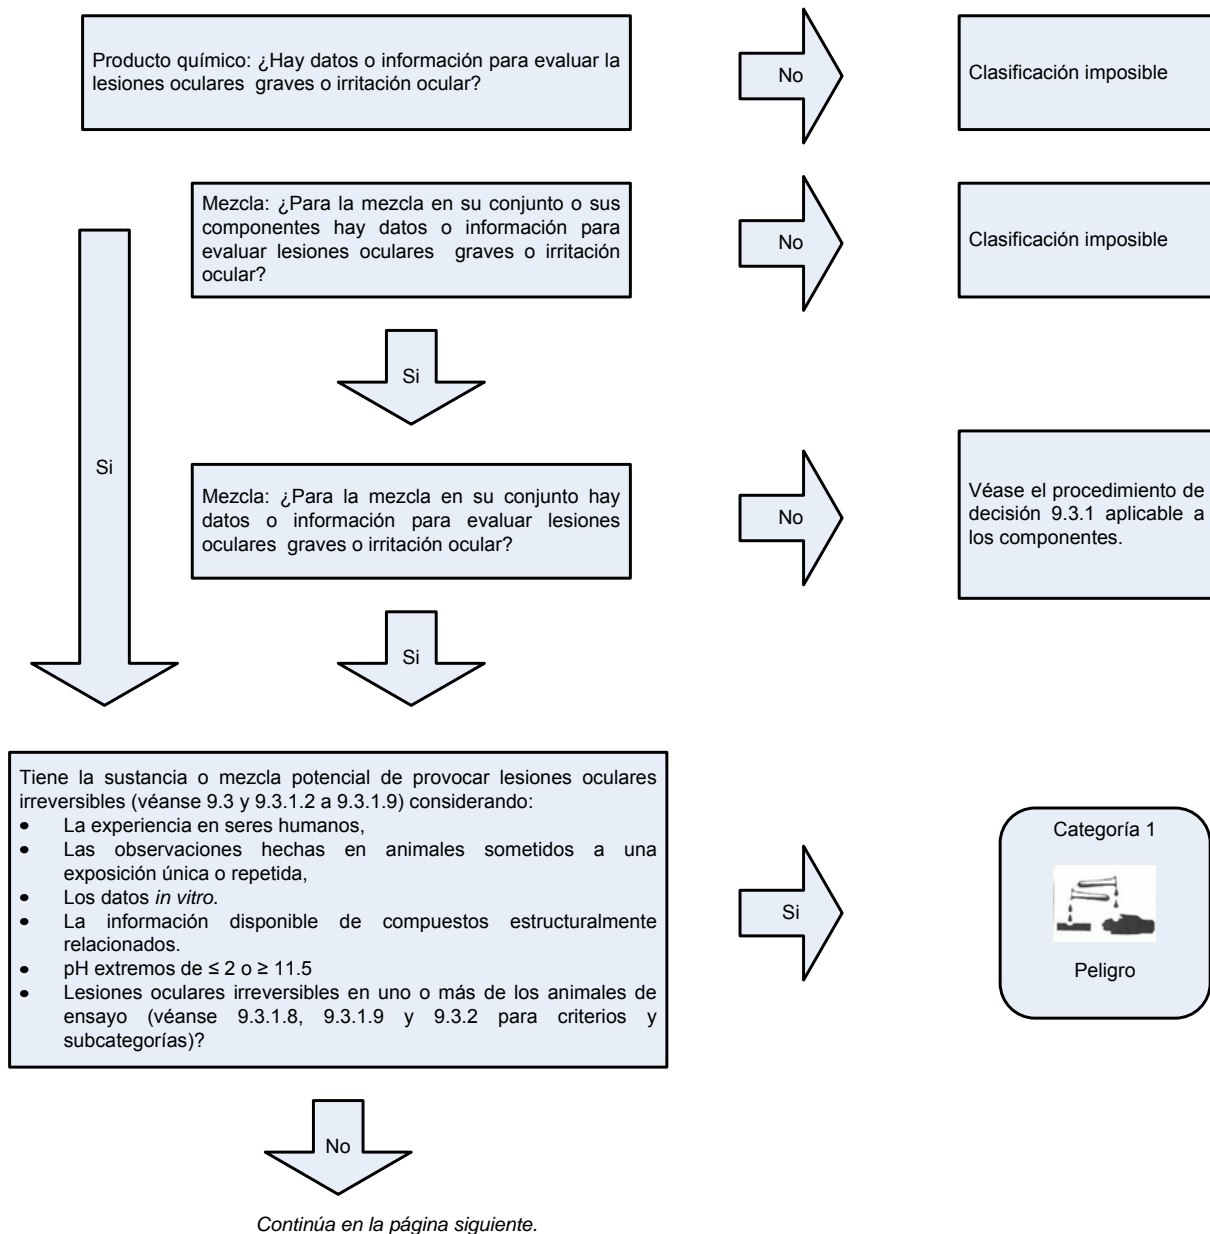 Producto químico: ¿Hay datos o información para evaluar la
lesiones oculares graves o irritación ocular?
No
Clasificación imposible
Mezcla: ¿Para la mezcla en su conjunto o sus
componentes hay datos o información para
evaluar lesiones oculares graves o irritación
ocular?
No
Clasificación imposible
Si
Si
Mezcla: ¿Para la mezcla en su conjunto hay
datos o información para evaluar lesiones
oculares graves o irritación ocular?
No
Véase el procedimiento de
decisión 9.3.1 aplicable a
los componentes.
Si
Tiene la sustancia o mezcla potencial de provocar lesiones oculares
irreversibles (véanse 9.3 y 9.3.1.2 a 9.3.1.9) considerando:
• La experiencia en seres humanos,
• Las observaciones hechas en animales sometidos a una
exposición única o repetida,
• Los datos in vitro.
• La información disponible de compuestos estructuralmente
relacionados.
• pH extremos de ≤ 2 o ≥ 11.5
• Lesiones oculares irreversibles en uno o más de los animales de
ensayo (véanse 9.3.1.8, 9.3.1.9 y 9.3.2 para criterios y
subcategorías)?
Si
Categoría 1
Peligro
No
Continúa en la página siguiente.